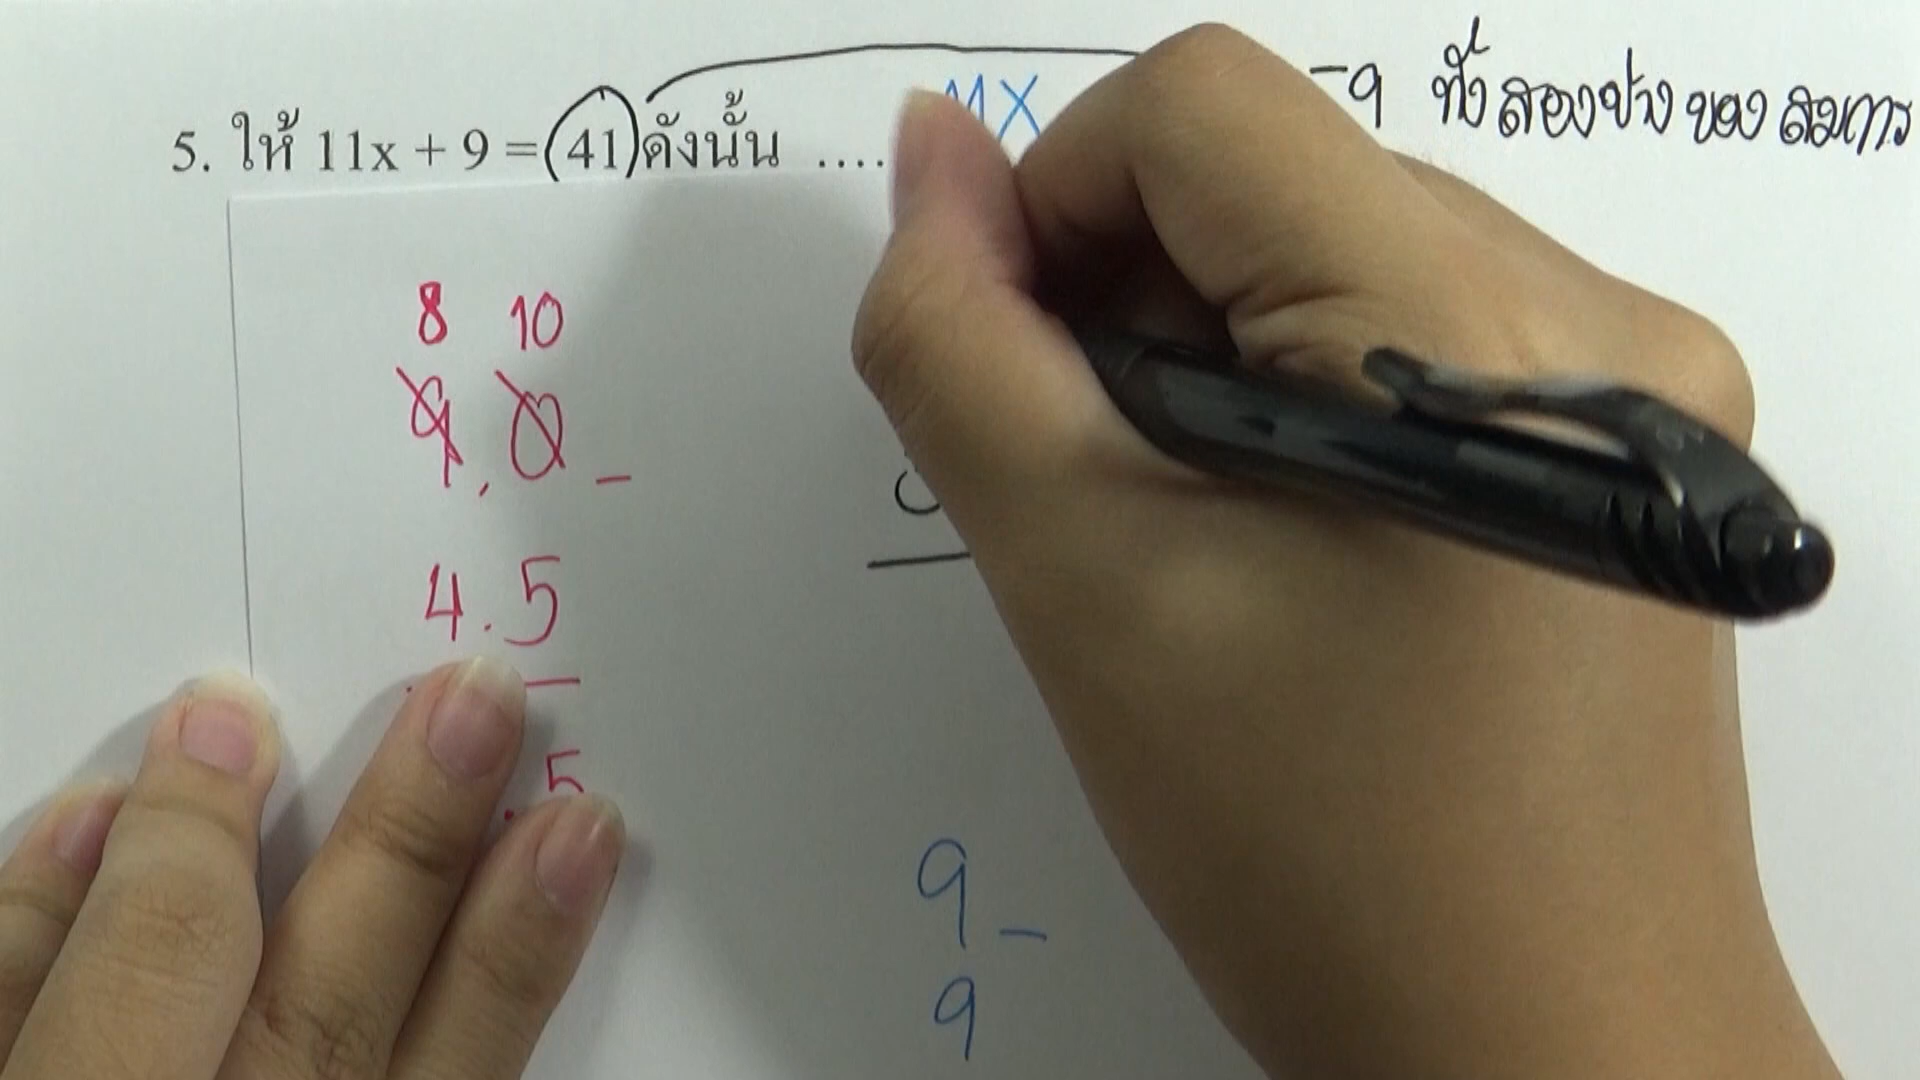 -9 ทั้งสองข้างของสมการ
11X
5. ให้ 11x + 9 = 41 ดังนั้น ....
8 10
9.0 -
4.5
.5
9 -
9